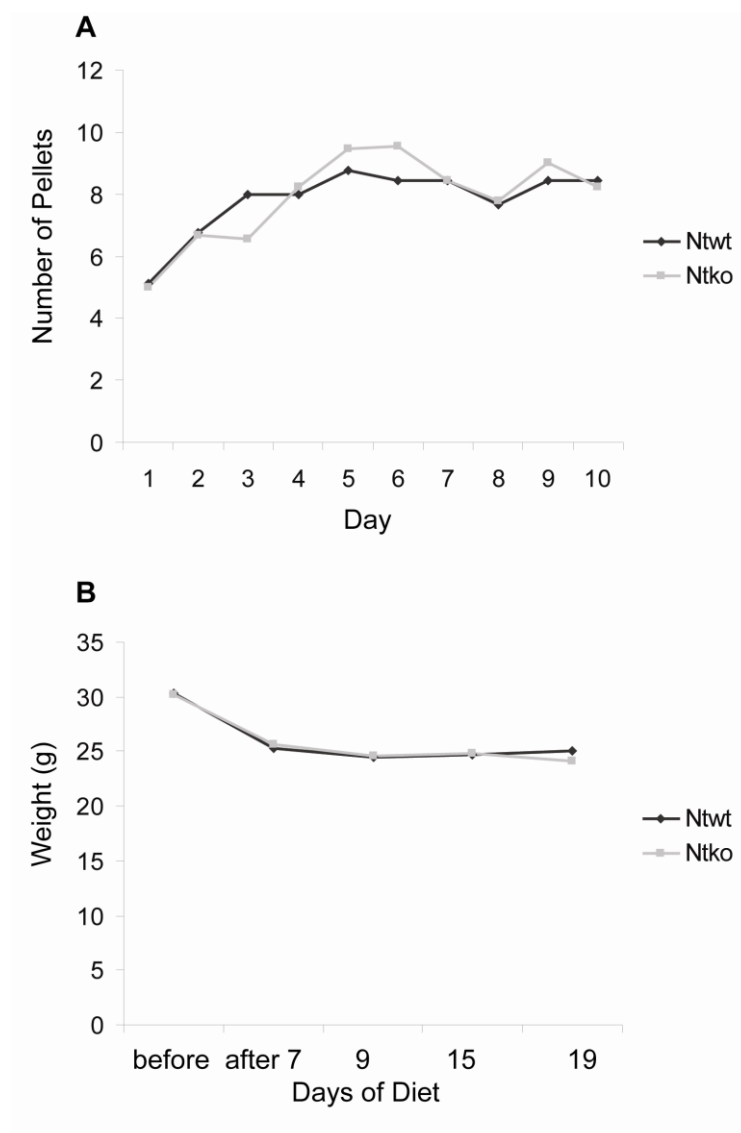 A
12
10
8
6
4
2
0
Number of Pellets
1 2 3 4 5 6 7 8 9 10
Day
Ntwt
Ntko
B
35
30
25
20
15
10
5
0
Weight (g)
before after 7 9 15 19
Days of Diet
Ntwt
Ntko